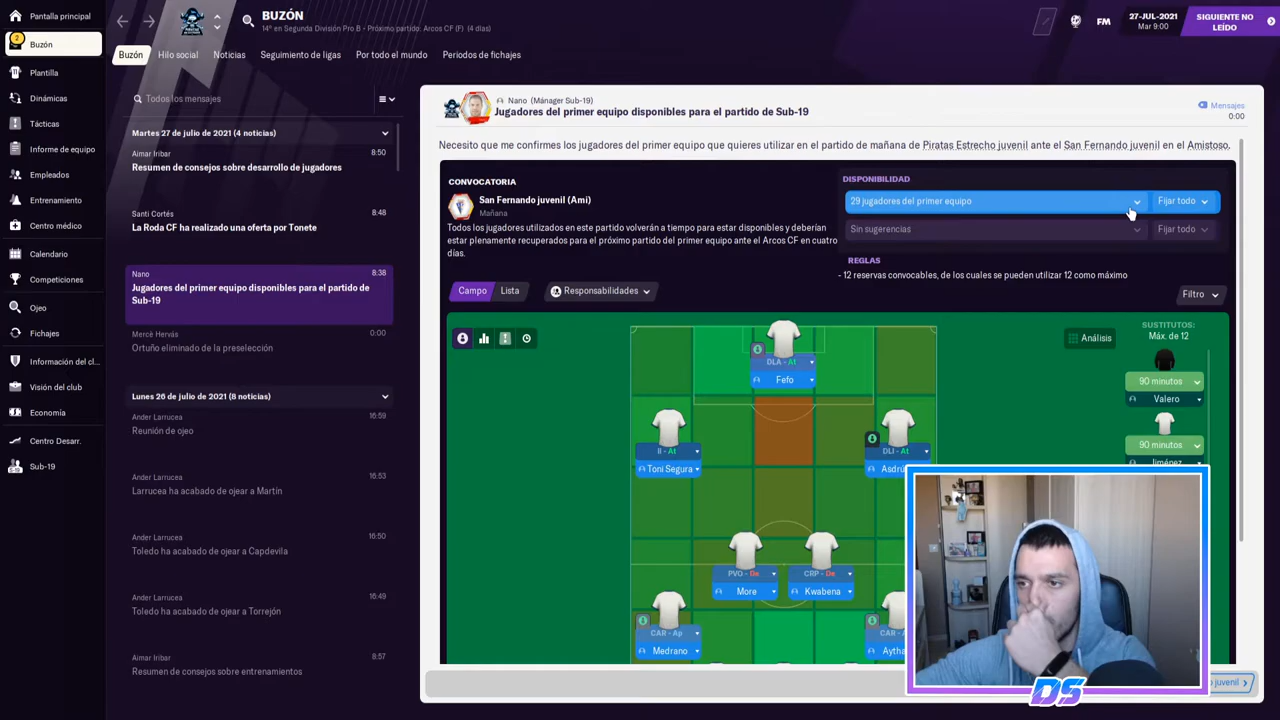 Pantalla principal
2
Buzón
Plantilla
Dinámicas
Tácticas
Informe de equipo
Empleados
Entrenamiento
Centro médico
Calendario
Competiciones
Ojeo
Fichajes
Información del cl...
Visión del club
Economía
Centro Desarr.
Sub-19
BUZÓN
14º en Segunda División Pro B - Próximo partido: Arcos CF (F) (4 días)
FM
27-JUL-2021
Mar 9:00
SIGUIENTE NO LEÍDO
Buzón
Hilo social
Noticias
Seguimiento de ligas
Por todo el mundo
Periodos de fichajes
Todos los mensajes
Martes 27 de julio de 2021 (4 noticias)
Aimar Iribar 8:50
Resumen de consejos sobre desarrollo de jugadores
Santi Cortés 8:48
La Roda CF ha realizado una oferta por Tonete
Nano 8:38
Jugadores del primer equipo disponibles para el partido de
Sub-19
Mercè Hervás 0:00
Ortuño eliminado de la preselección
Lunes 26 de julio de 2021 (8 noticias)
Ander Larrucea 16:59
Reunión de ojeo
Ander Larrucea 16:53
Larrucea ha acabado de ojear a Martín
Ander Larrucea 16:50
Toledo ha acabado de ojear a Capdevila
Ander Larrucea 16:49
Toledo ha acabado de ojear a Torrejón
Aimar Iribar 8:57
Resumen de consejos sobre entrenamientos
Nano (Mánager Sub-19)
Jugadores del primer equipo disponibles para el partido de Sub-19
Mensajes
0:00
Necesito que me confirmes los jugadores del primer equipo que quieres utilizar en el partido de mañana de Piratas Estrecho juvenil ante el San Fernando juvenil en el Amistoso.
CONVOCATORIA
San Fernando juvenil (Ami)
Mañana
Todos los jugadores utilizados en este partido volverán a tiempo para estar disponibles y deberían
estar plenamente recuperados para el próximo partido del primer equipo ante el Arcos CF en cuatro
días.
DISPONIBILIDAD
29 jugadores del primer equipo
Fijar todo
Sin sugerencias
Fijar todo
REGLAS
- 12 reservas convocables, de los cuales se pueden utilizar 12 como máximo
Campo
Lista
Responsabilidades
Filtro
Análisis
SUSTITUTOS:
Máx. de 12
90 minutos
Valero
90 minutos
Jiménez
DLA - At
Fefo
II - At
Toni Segura
DLI - At
PVO - De
More
CRP - De
Kwabena
CAR - Ap
Medrano
juvenil
DS